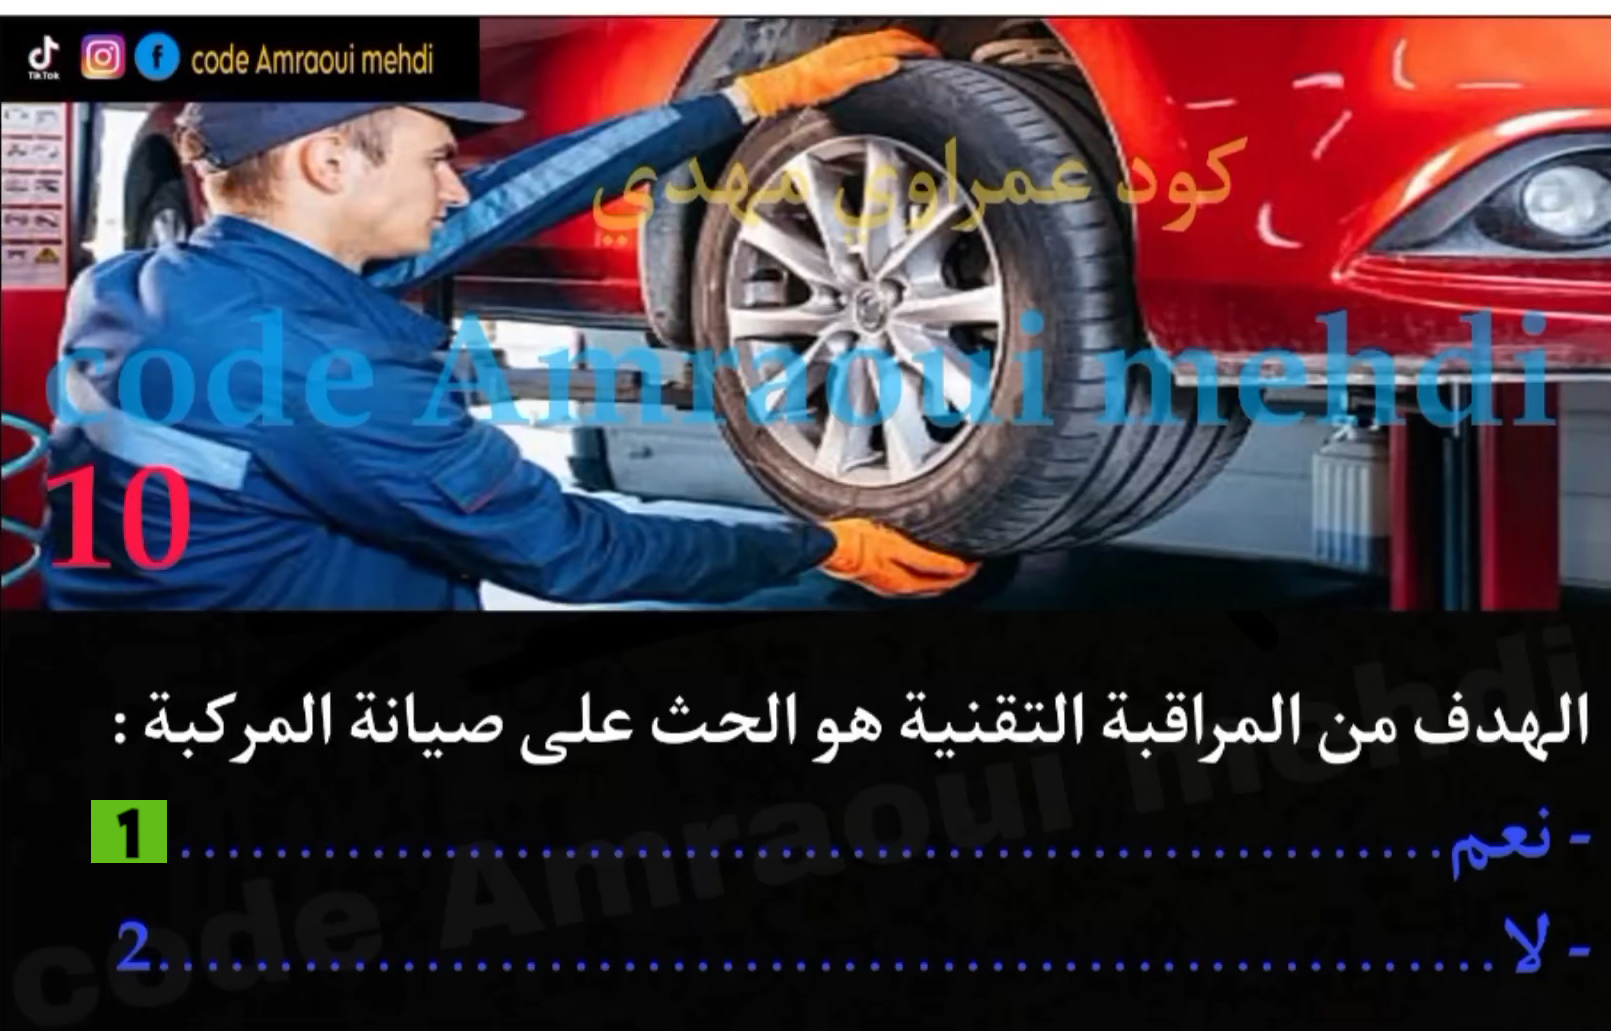 TikTok
code Amraoui mehdi
كود عمراوي مهدي
code Amraoui mehdi
10
الهدف من المراقبة التقنية هو الحث على صيانة المركبة :
- نعم ........................................ 1
- لا ........................................ 2
code Amraoui mehdi